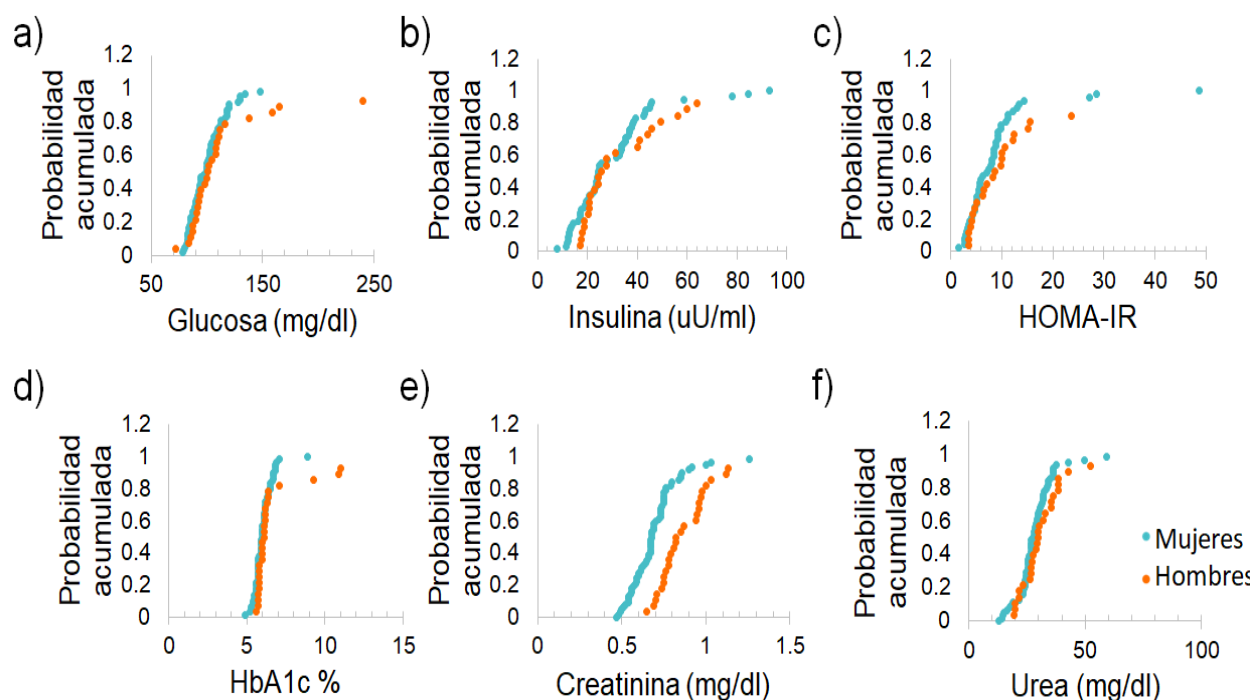 a)
Probabilidad
acumulada
1.2
1
0.8
0.6
0.4
0.2
0
50
150
250
Glucosa (mg/dl)
b)
Probabilidad
acumulada
1.2
1
0.8
0.6
0.4
0.2
0
0
20
40
60
80
100
Insulina (uU/ml)
c)
Probabilidad
acumulada
1.2
1
0.8
0.6
0.4
0.2
0
0
10
20
30
40
50
HOMA-IR
d)
Probabilidad
acumulada
1.2
1
0.8
0.6
0.4
0.2
0
0
5
10
15
HbA1c %
e)
Probabilidad
acumulada
1.2
1
0.8
0.6
0.4
0.2
0
0
0.5
1
1.5
Creatinina (mg/dl)
f)
Probabilidad
acumulada
1.2
1
0.8
0.6
0.4
0.2
0
0
50
100
Urea (mg/dl)
Mujeres
Hombres